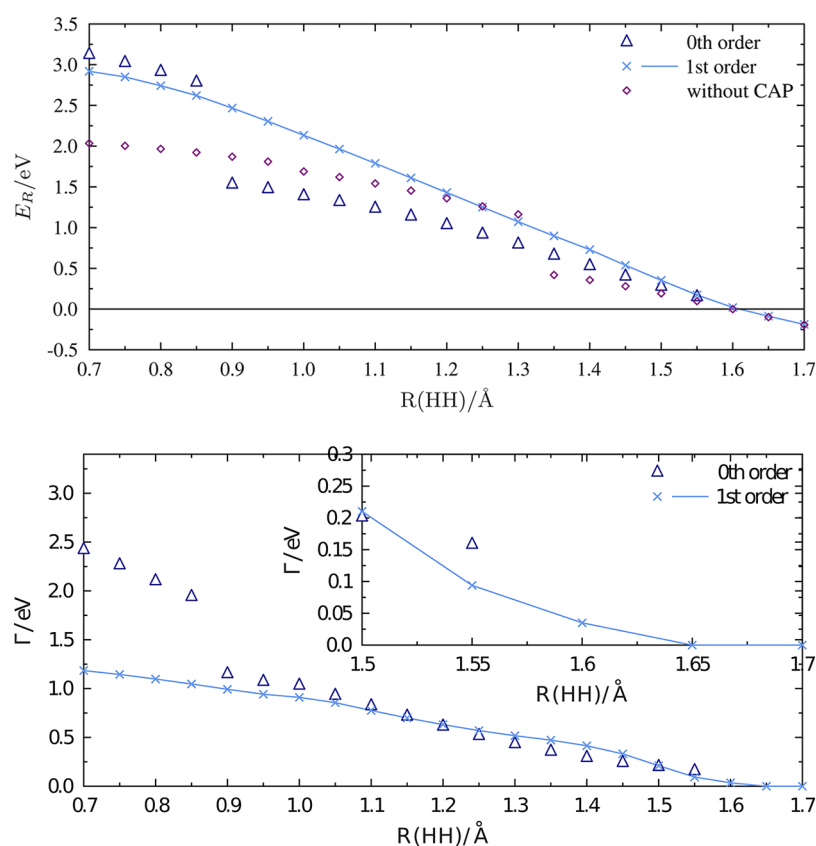 3.5
3.0
2.5
2.0
1.5
1.0
0.5
0.0
-0.5
E_R/eV
0th order
1st order
without CAP
0.7 0.8 0.9 1.0 1.1 1.2 1.3 1.4 1.5 1.6 1.7
R(HH)/Å
3.0
2.5
2.0
1.5
1.0
0.5
0.0
Γ/eV
0.3
0.25
0.2
0.15
0.1
0.05
0.0
Γ/eV
0th order
1st order
1.5 1.55 1.6 1.65 1.7
R(HH)/Å
0.7 0.8 0.9 1.0 1.1 1.2 1.3 1.4 1.5 1.6 1.7
R(HH)/Å